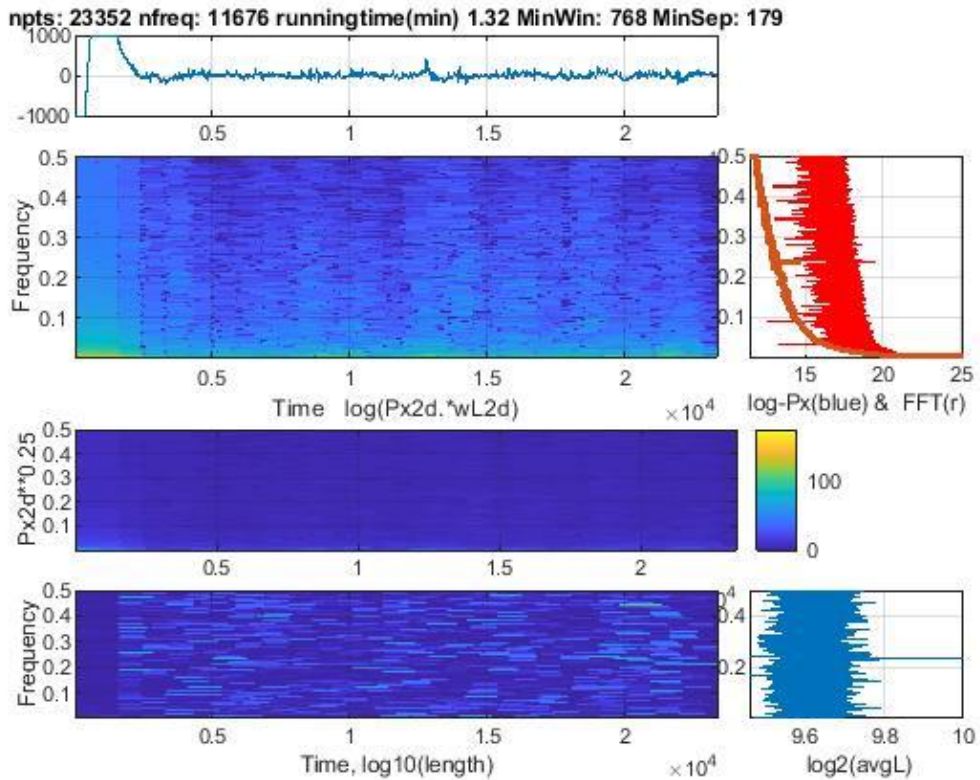 npts: 23352 nfreq: 11676 runningtime(min) 1.32 MinWin: 768 MinSep: 179
1000
0
-1000
0.5 1 1.5 2
Frequency
0.5
0.4
0.3
0.2
0.1
0.5 1 1.5 2
Time log(Px2d.*wL2d) ×10^4
0.5
0.4
0.3
0.2
0.1
15 20 25
log-Px(blue) & FFT(r)
Px2d**0.25
0.5
0.4
0.3
0.2
0.1
0.5 1 1.5 2
100
0
Frequency
0.5
0.4
0.3
0.2
0.1
0.5 1 1.5 2
Time, log10(length) ×10^4
0.4
0.2
9.6 9.8 10
log2(avgL)